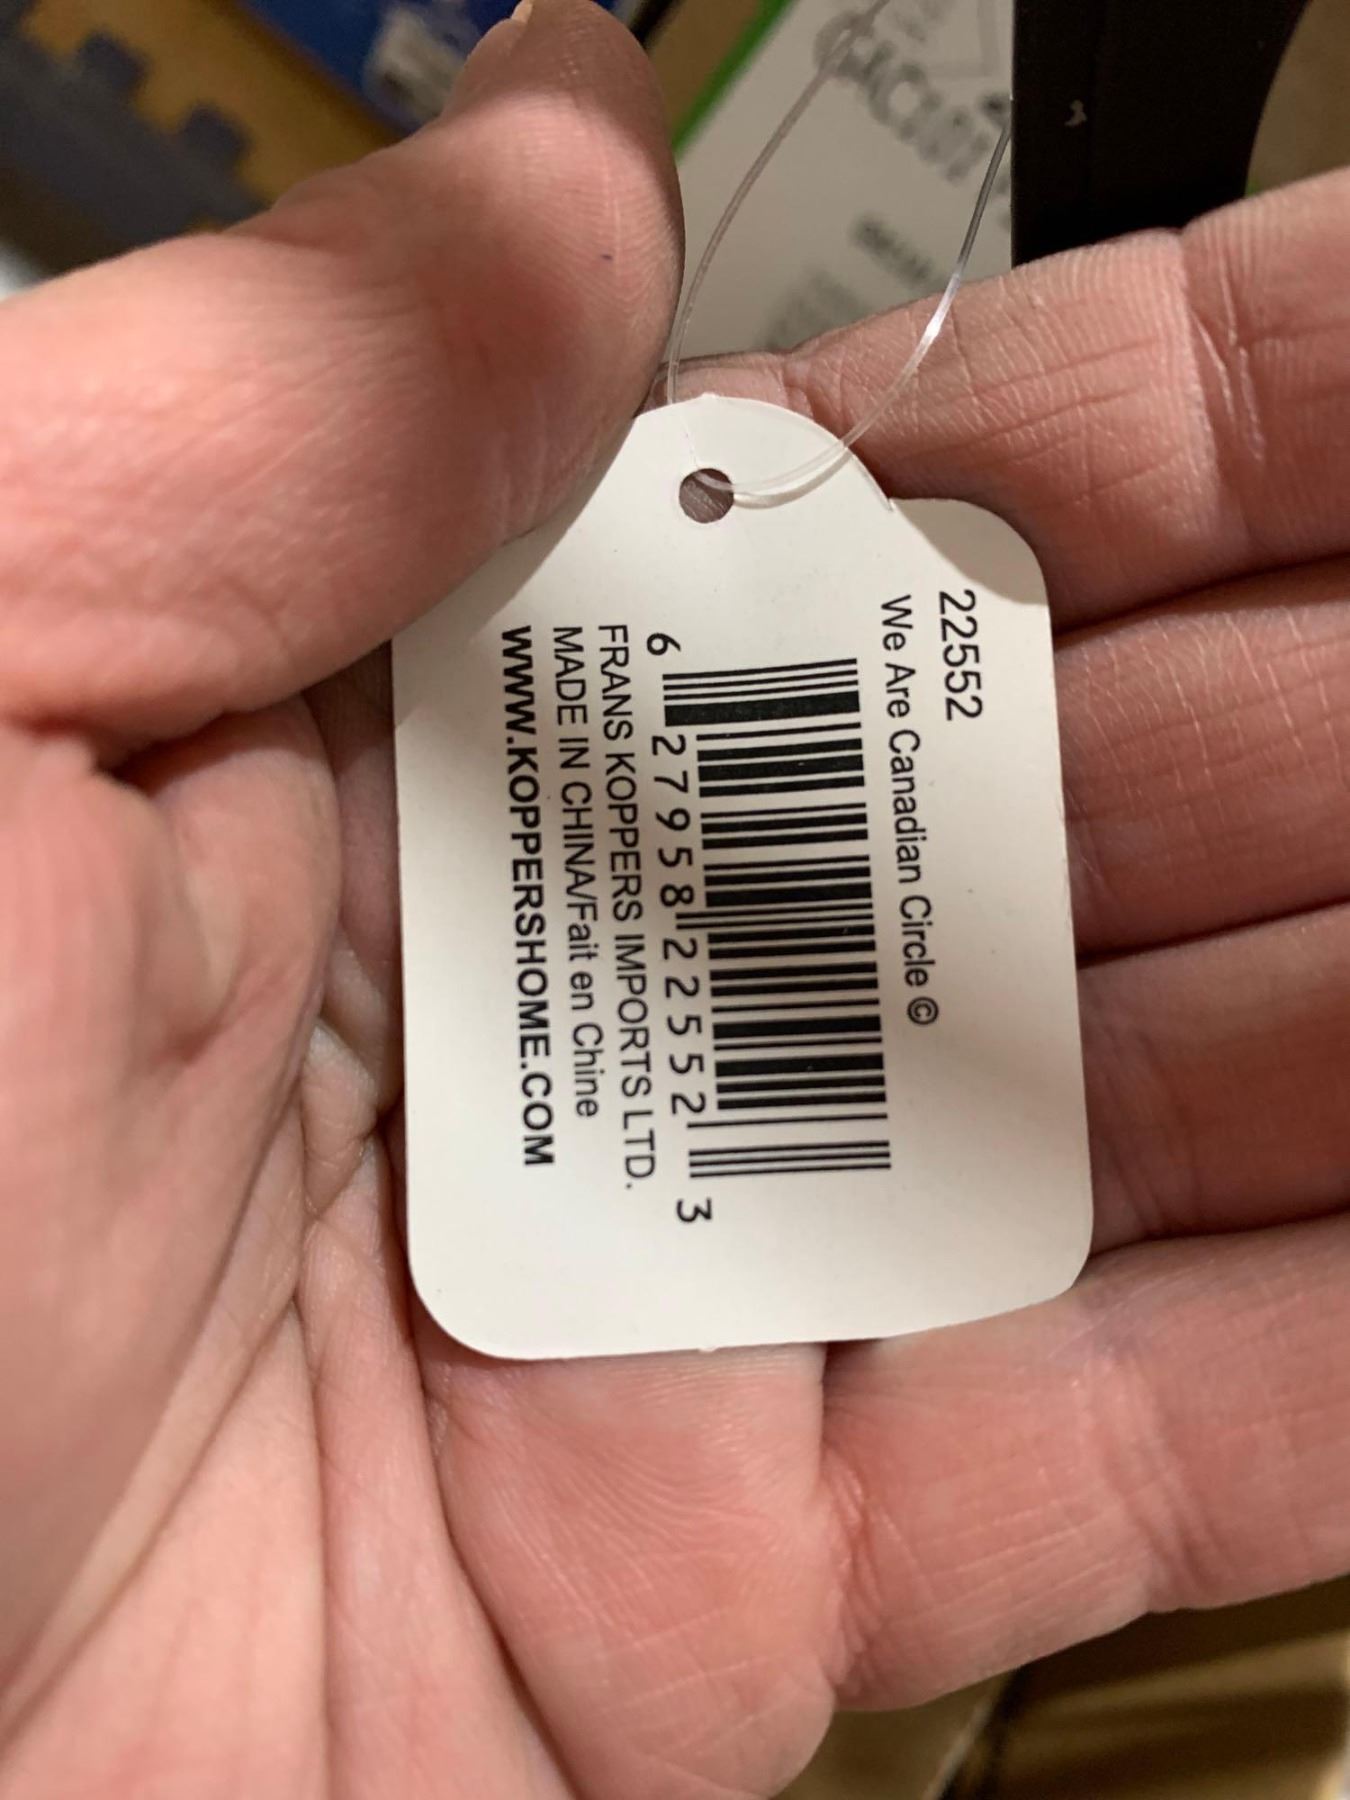 22552
We Are Canadian Circle ©
6 27958 22552 3
FRANS KOPPERS IMPORTS LTD.
MADE IN CHINA/Fait en Chine
WWW.KOPPERSHOME.COM